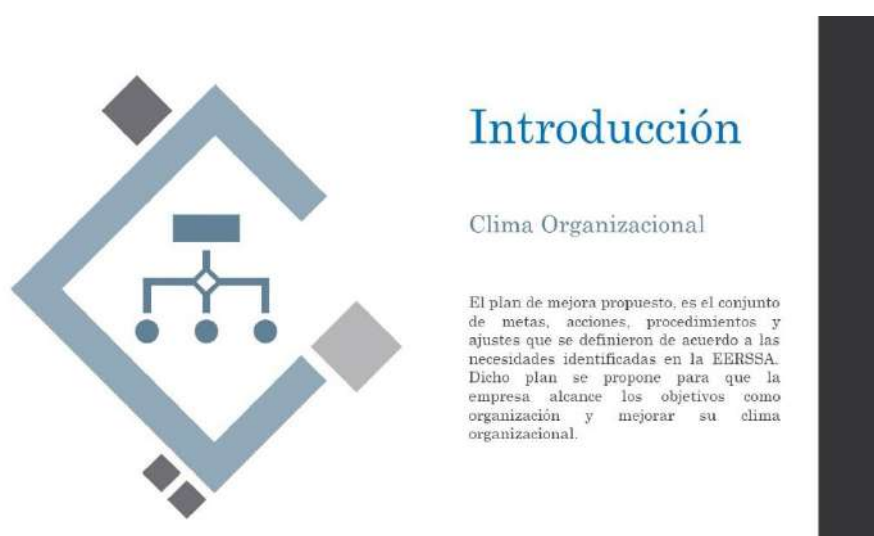 Introducción
Clima Organizacional
El plan de mejora propuesto, es el conjunto
de metas, acciones, procedimientos y
ajustes que se definieron de acuerdo a las
necesidades identificadas en la EERSSA.
Dicho plan se propone para que la
empresa alcance los objetivos como
organización y mejorar su clima
organizacional.